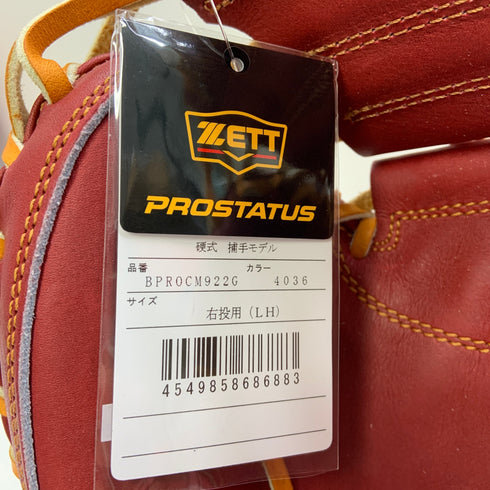 ZETT
PROSTATUS
硬式 捕手モデル
品番 カラー
BPROCM922G 4036
サイズ
右投用(LH)
4549858686883